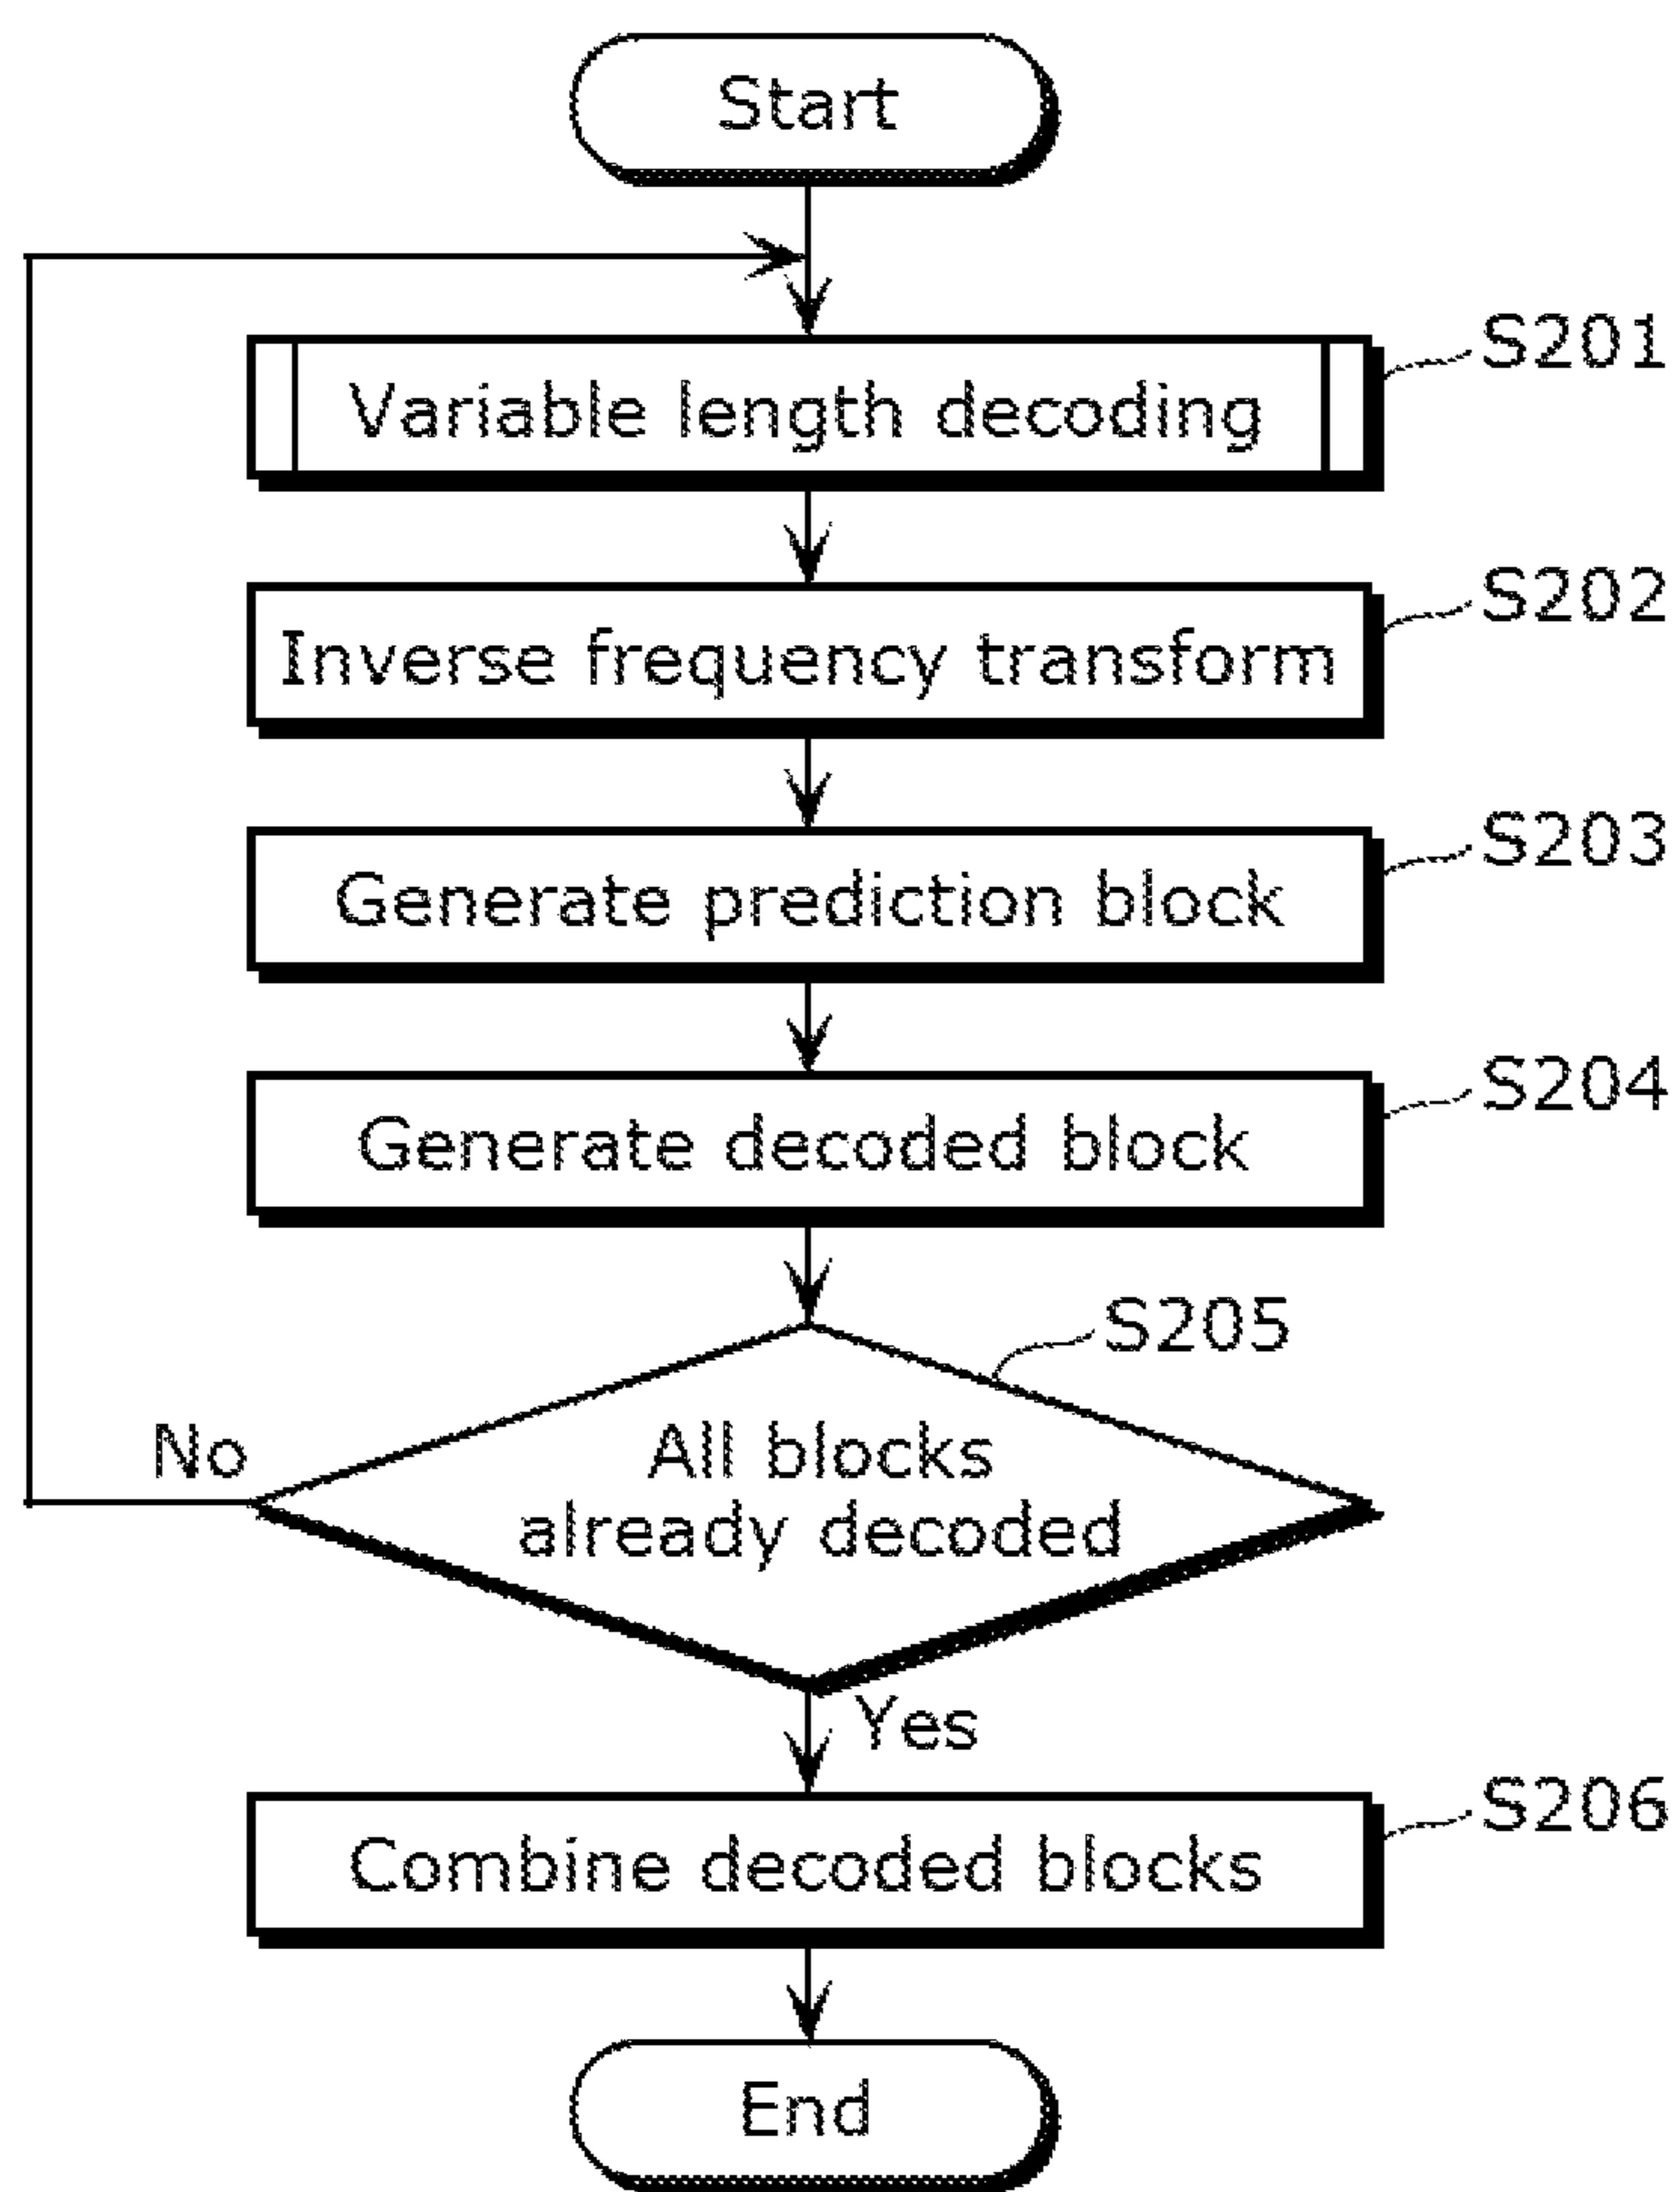 Start
Variable length decoding
S201
Inverse frequency transform
S202
Generate prediction block
S203
Generate decoded block
S204
S205
All blocks
already decoded
No
Yes
Combine decoded blocks
S206
End